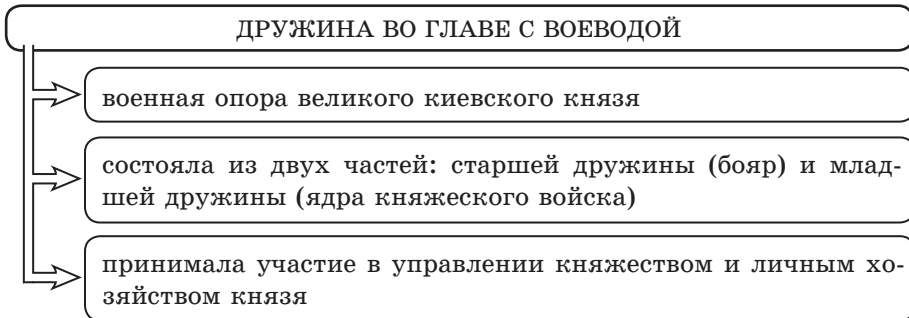 ДРУЖИНА ВО ГЛАВЕ С ВОЕВОДОЙ
военная опора великого киевского князя
состояла из двух частей: старшей дружины (бояр) и млад-
шей дружины (ядра княжеского войска)
принимала участие в управлении княжеством и личным хо-
зяйством князя